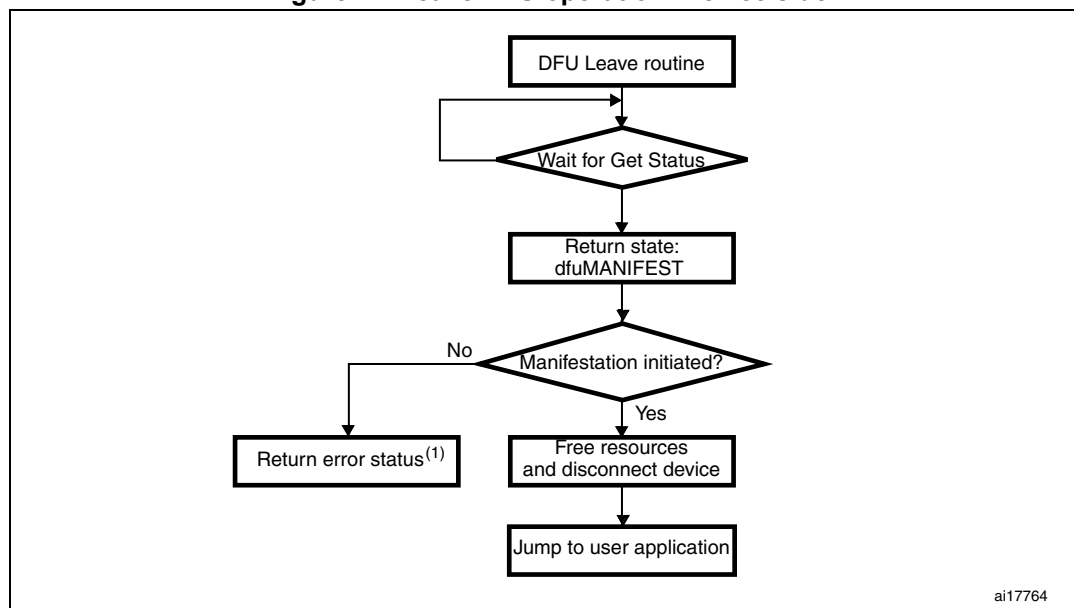 DFU Leave routine
Wait for Get Status
Return state:
dfuMANIFEST
No
Manifestation initiated?
Yes
Return error status(1)
Free resources
and disconnect device
Jump to user application
ai17764